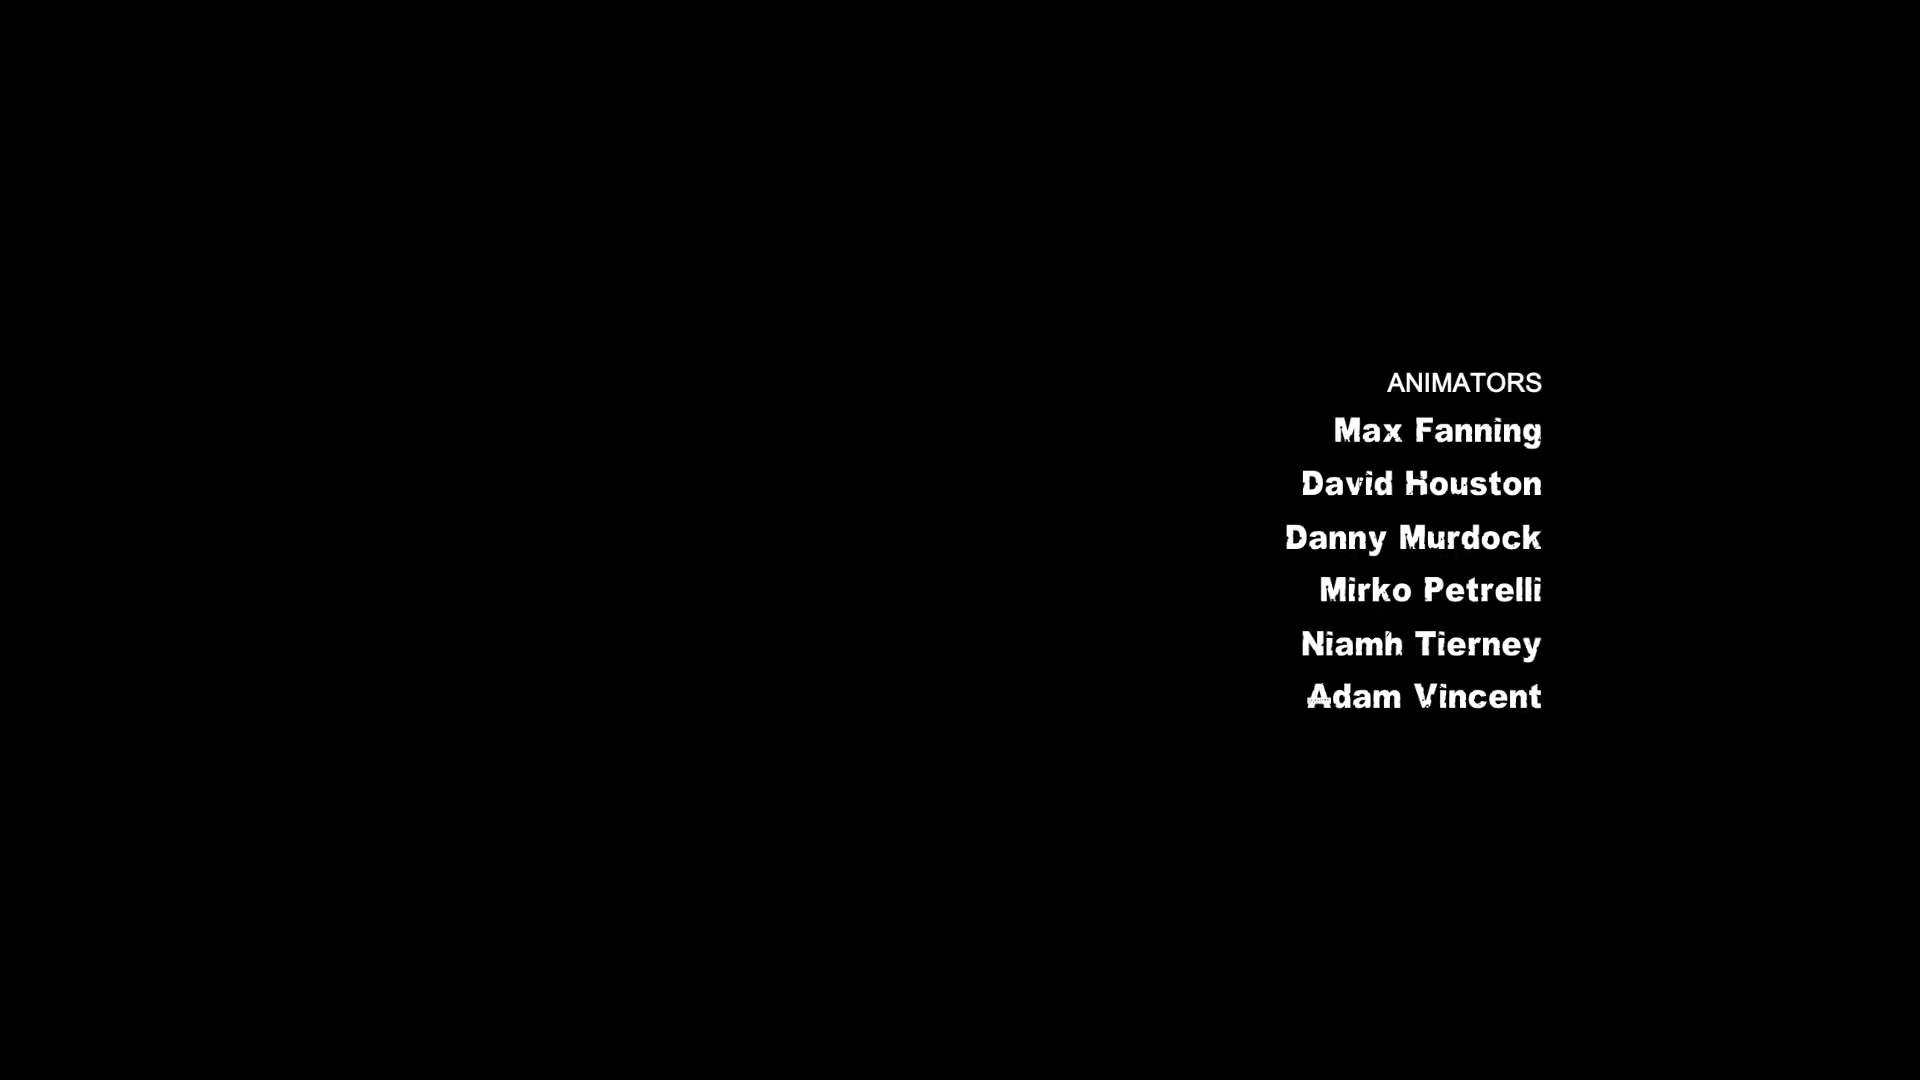 ANIMATORS
Max Fanning
David Houston
Danny Murdock
Mirko Petrelli
Niamh Tierney
Adam Vincent